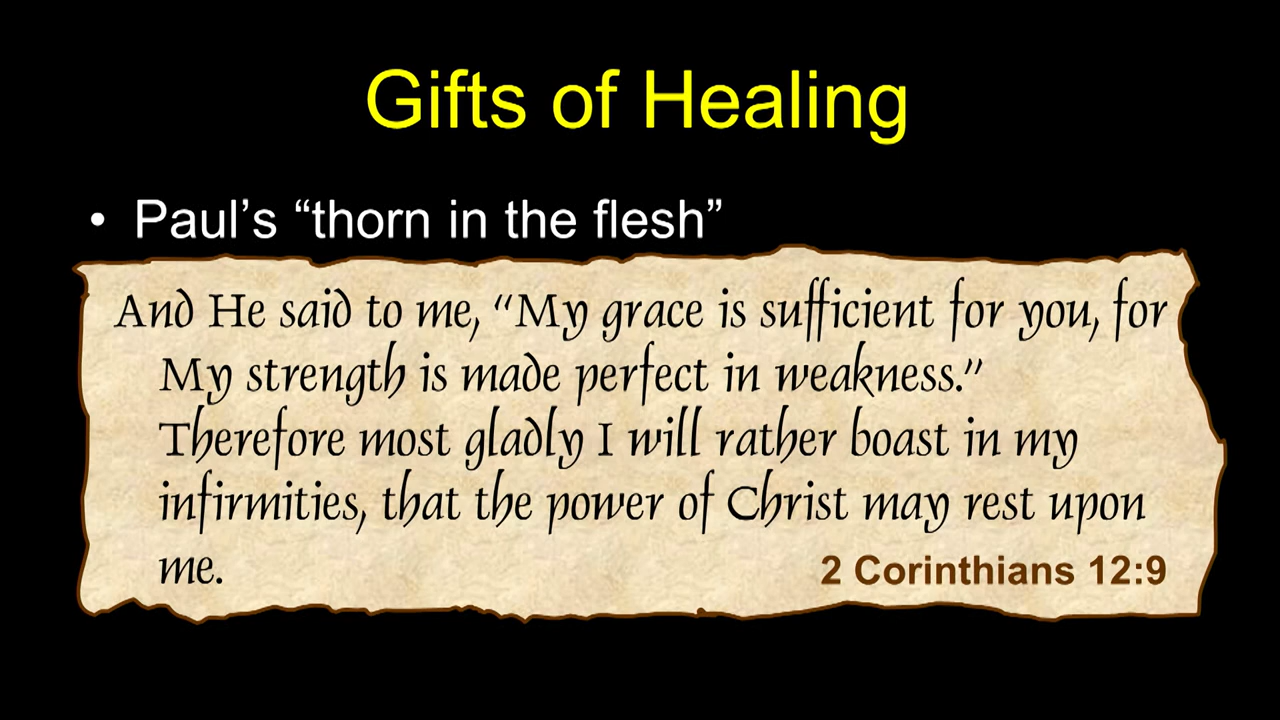 Gifts of Healing
• Paul’s “thorn in the flesh”
And He said to me, “My grace is sufficient for you, for
My strength is made perfect in weakness.”
Therefore most gladly I will rather boast in my
infirmities, that the power of Christ may rest upon
me.
2 Corinthians 12:9